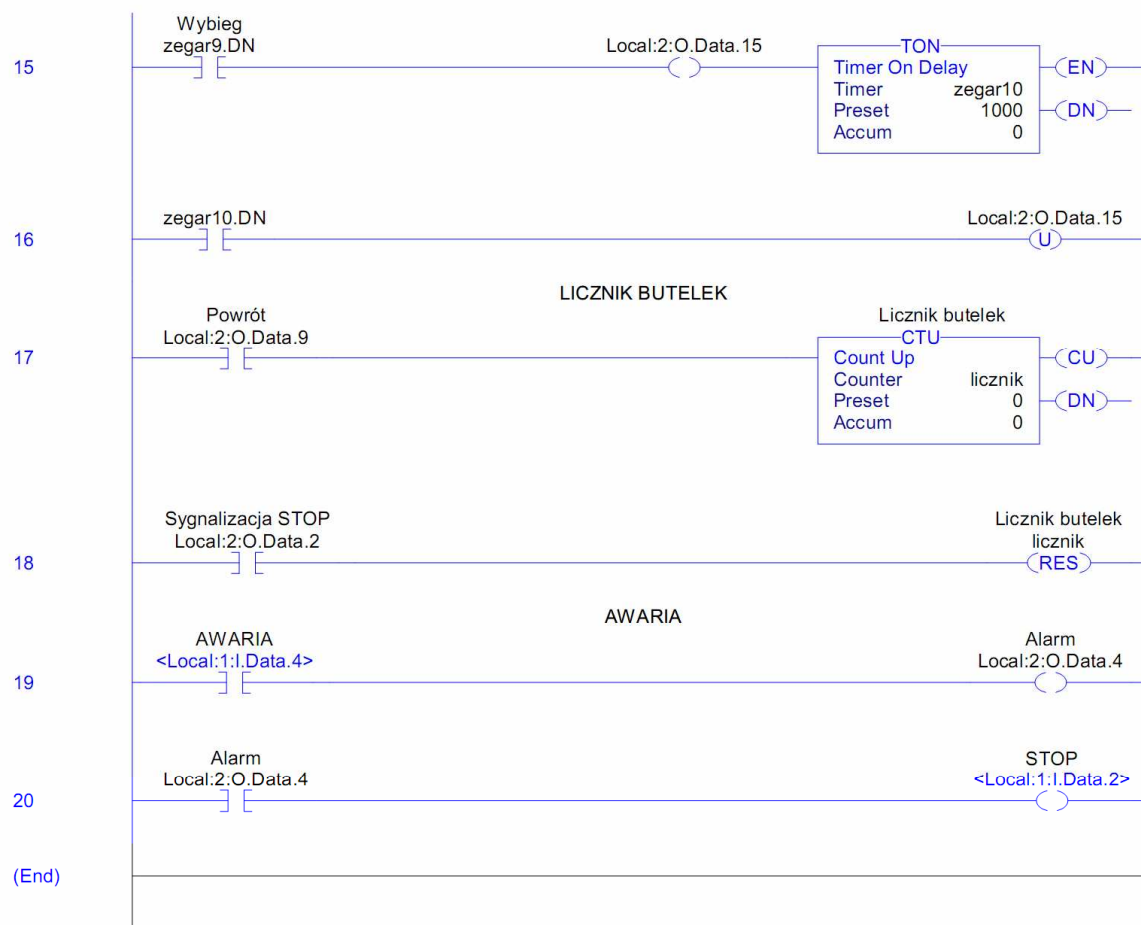 Wybieg
zegar9.DN
Local:2:O.Data.15
TON
15
Timer On Delay
EN
Timer zegar10
Preset 1000
DN
Accum 0
zegar10.DN
Local:2:O.Data.15
16
U
LICZNIK BUTELEK
Powrót
Licznik butelek
Local:2:O.Data.9
CTU
17
Count Up
CU
Counter licznik
Preset 0
DN
Accum 0
Sygnalizacja STOP
Licznik butelek
Local:2:O.Data.2
licznik
18
RES
AWARIA
AWARIA
Alarm
<Local:1:I.Data.4>
Local:2:O.Data.4
19
Alarm
STOP
Local:2:O.Data.4
<Local:1:I.Data.2>
20
(End)